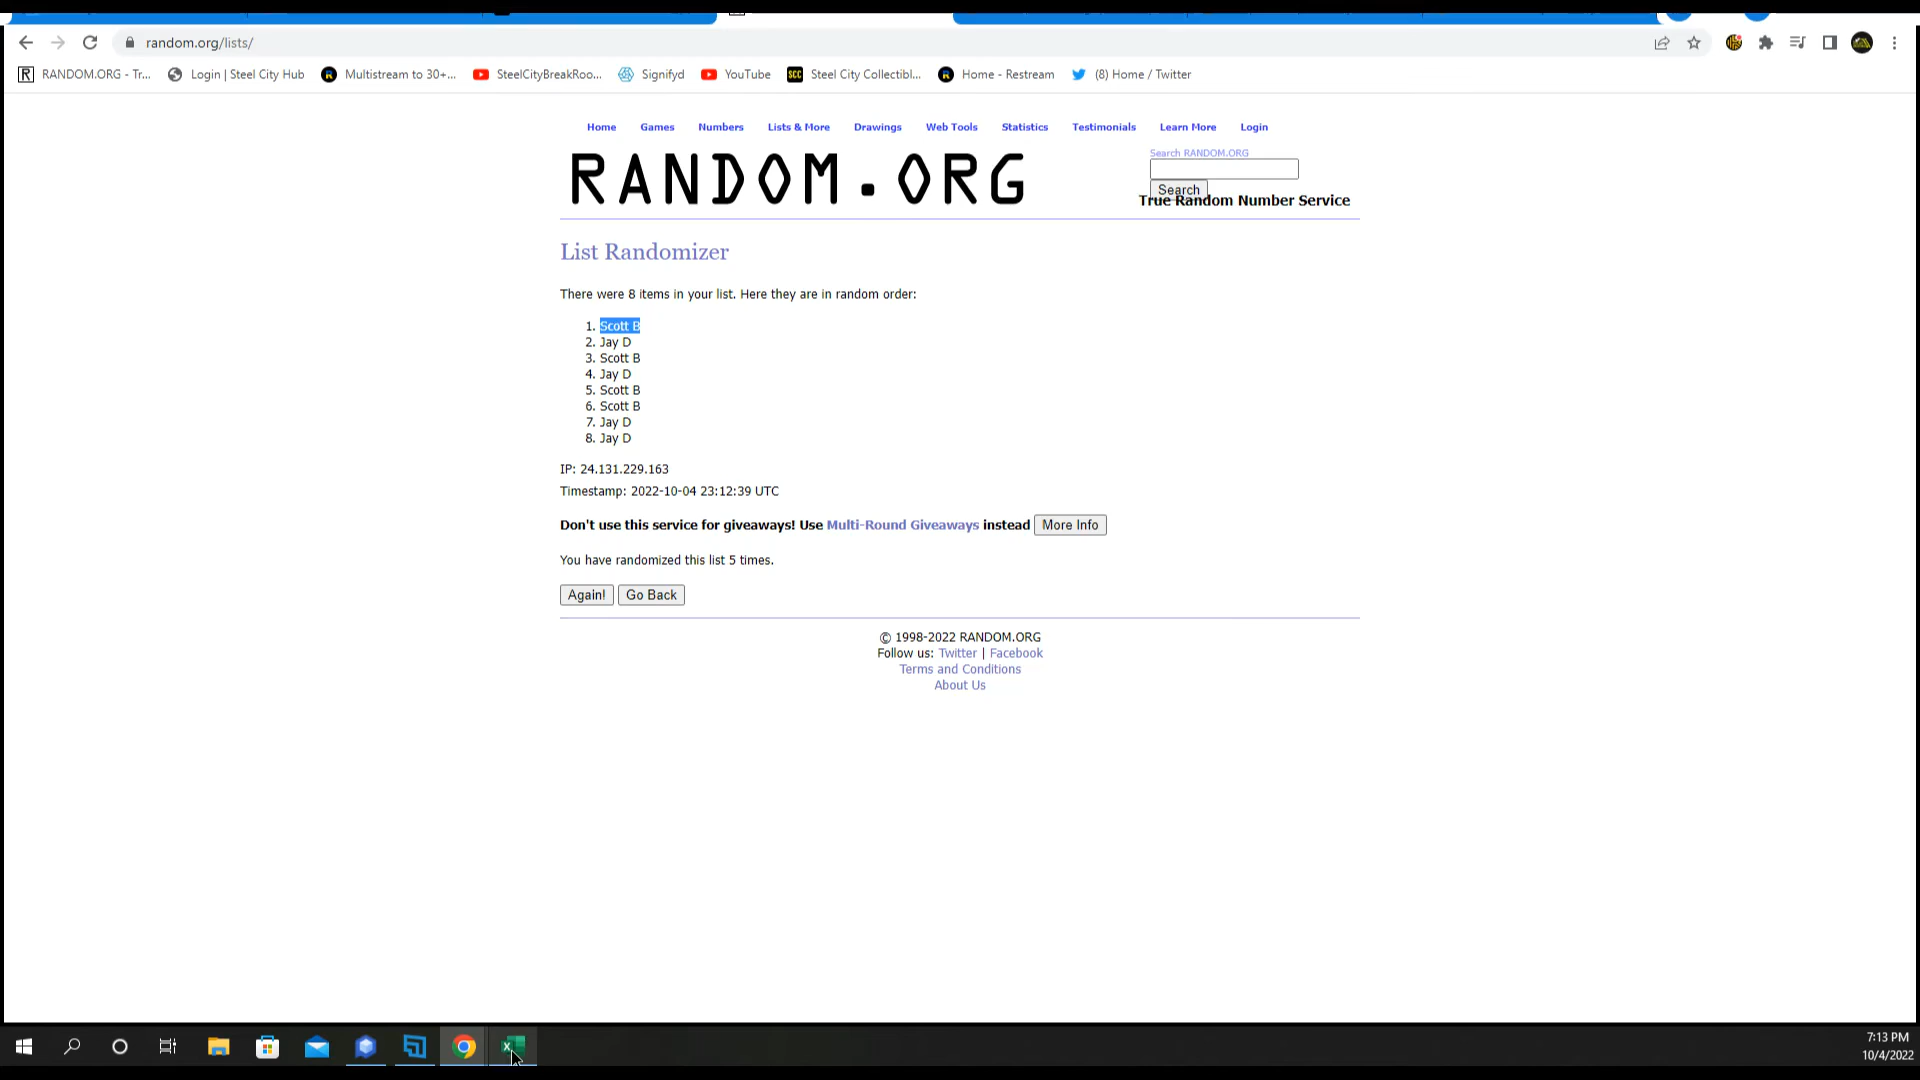 random.org/lists/
RANDOM.ORG - Tr... Login | Steel City Hub Multistream to 30+... SteelCityBreakRoo... Signifyd YouTube SCC Steel City Collectibl... Home - Restream (8) Home / Twitter
Home Games Numbers Lists & More Drawings Web Tools Statistics Testimonials Learn More Login
Search RANDOM.ORG
RANDOM.ORG
Search
True Random Number Service
List Randomizer
There were 8 items in your list. Here they are in random order:
1. Scott B
2. Jay D
3. Scott B
4. Jay D
5. Scott B
6. Scott B
7. Jay D
8. Jay D
IP: 24.131.229.163
Timestamp: 2022-10-04 23:12:39 UTC
Don't use this service for giveaways! Use Multi-Round Giveaways instead More Info
You have randomized this list 5 times.
Again! Go Back
© 1998-2022 RANDOM.ORG
Follow us: Twitter | Facebook
Terms and Conditions
About Us
7:13 PM
10/4/2022